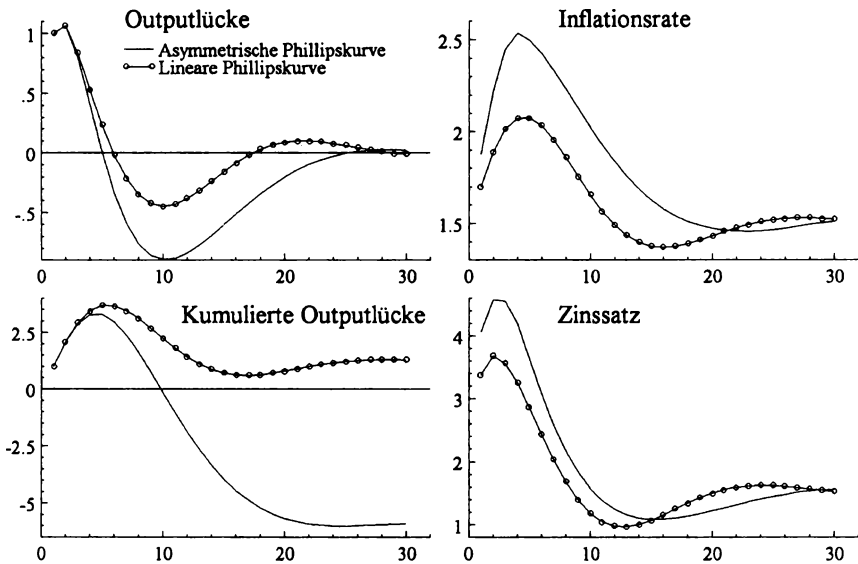 Outputlücke
Asymmetrische Phillipskurve
Lineare Phillipskurve
1
.5
0
-.5
0 10 20 30
Inflationsrate
2.5
2
1.5
0 10 20 30
Kumulierte Outputlücke
2.5
0
-2.5
-5
0 10 20 30
Zinssatz
4
3
2
1
0 10 20 30